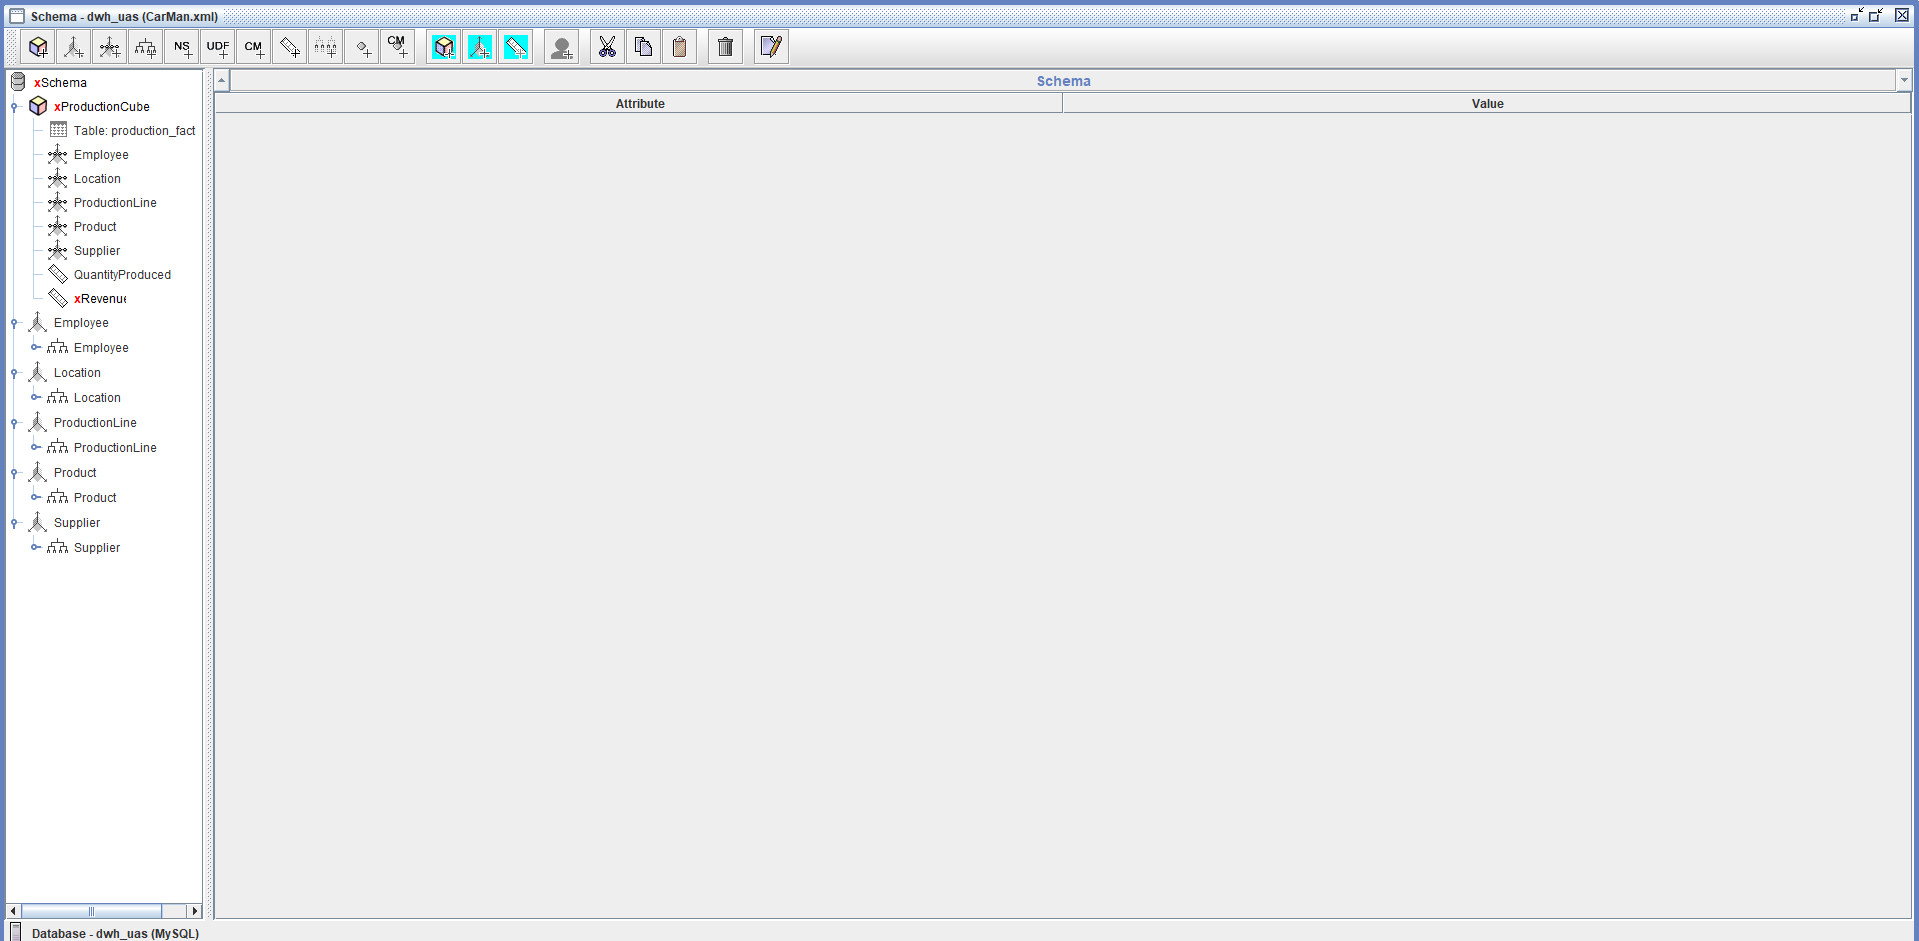 Schema - dwh_uas (CarMan.xml)
NS UDF CM CM
xSchema
xProductionCube
Table: production_fact
Employee
Location
ProductionLine
Product
Supplier
QuantityProduced
xRevenue
Employee
Employee
Location
Location
ProductionLine
ProductionLine
Product
Product
Supplier
Supplier
Schema
Attribute Value
Database - dwh_uas (MySQL)